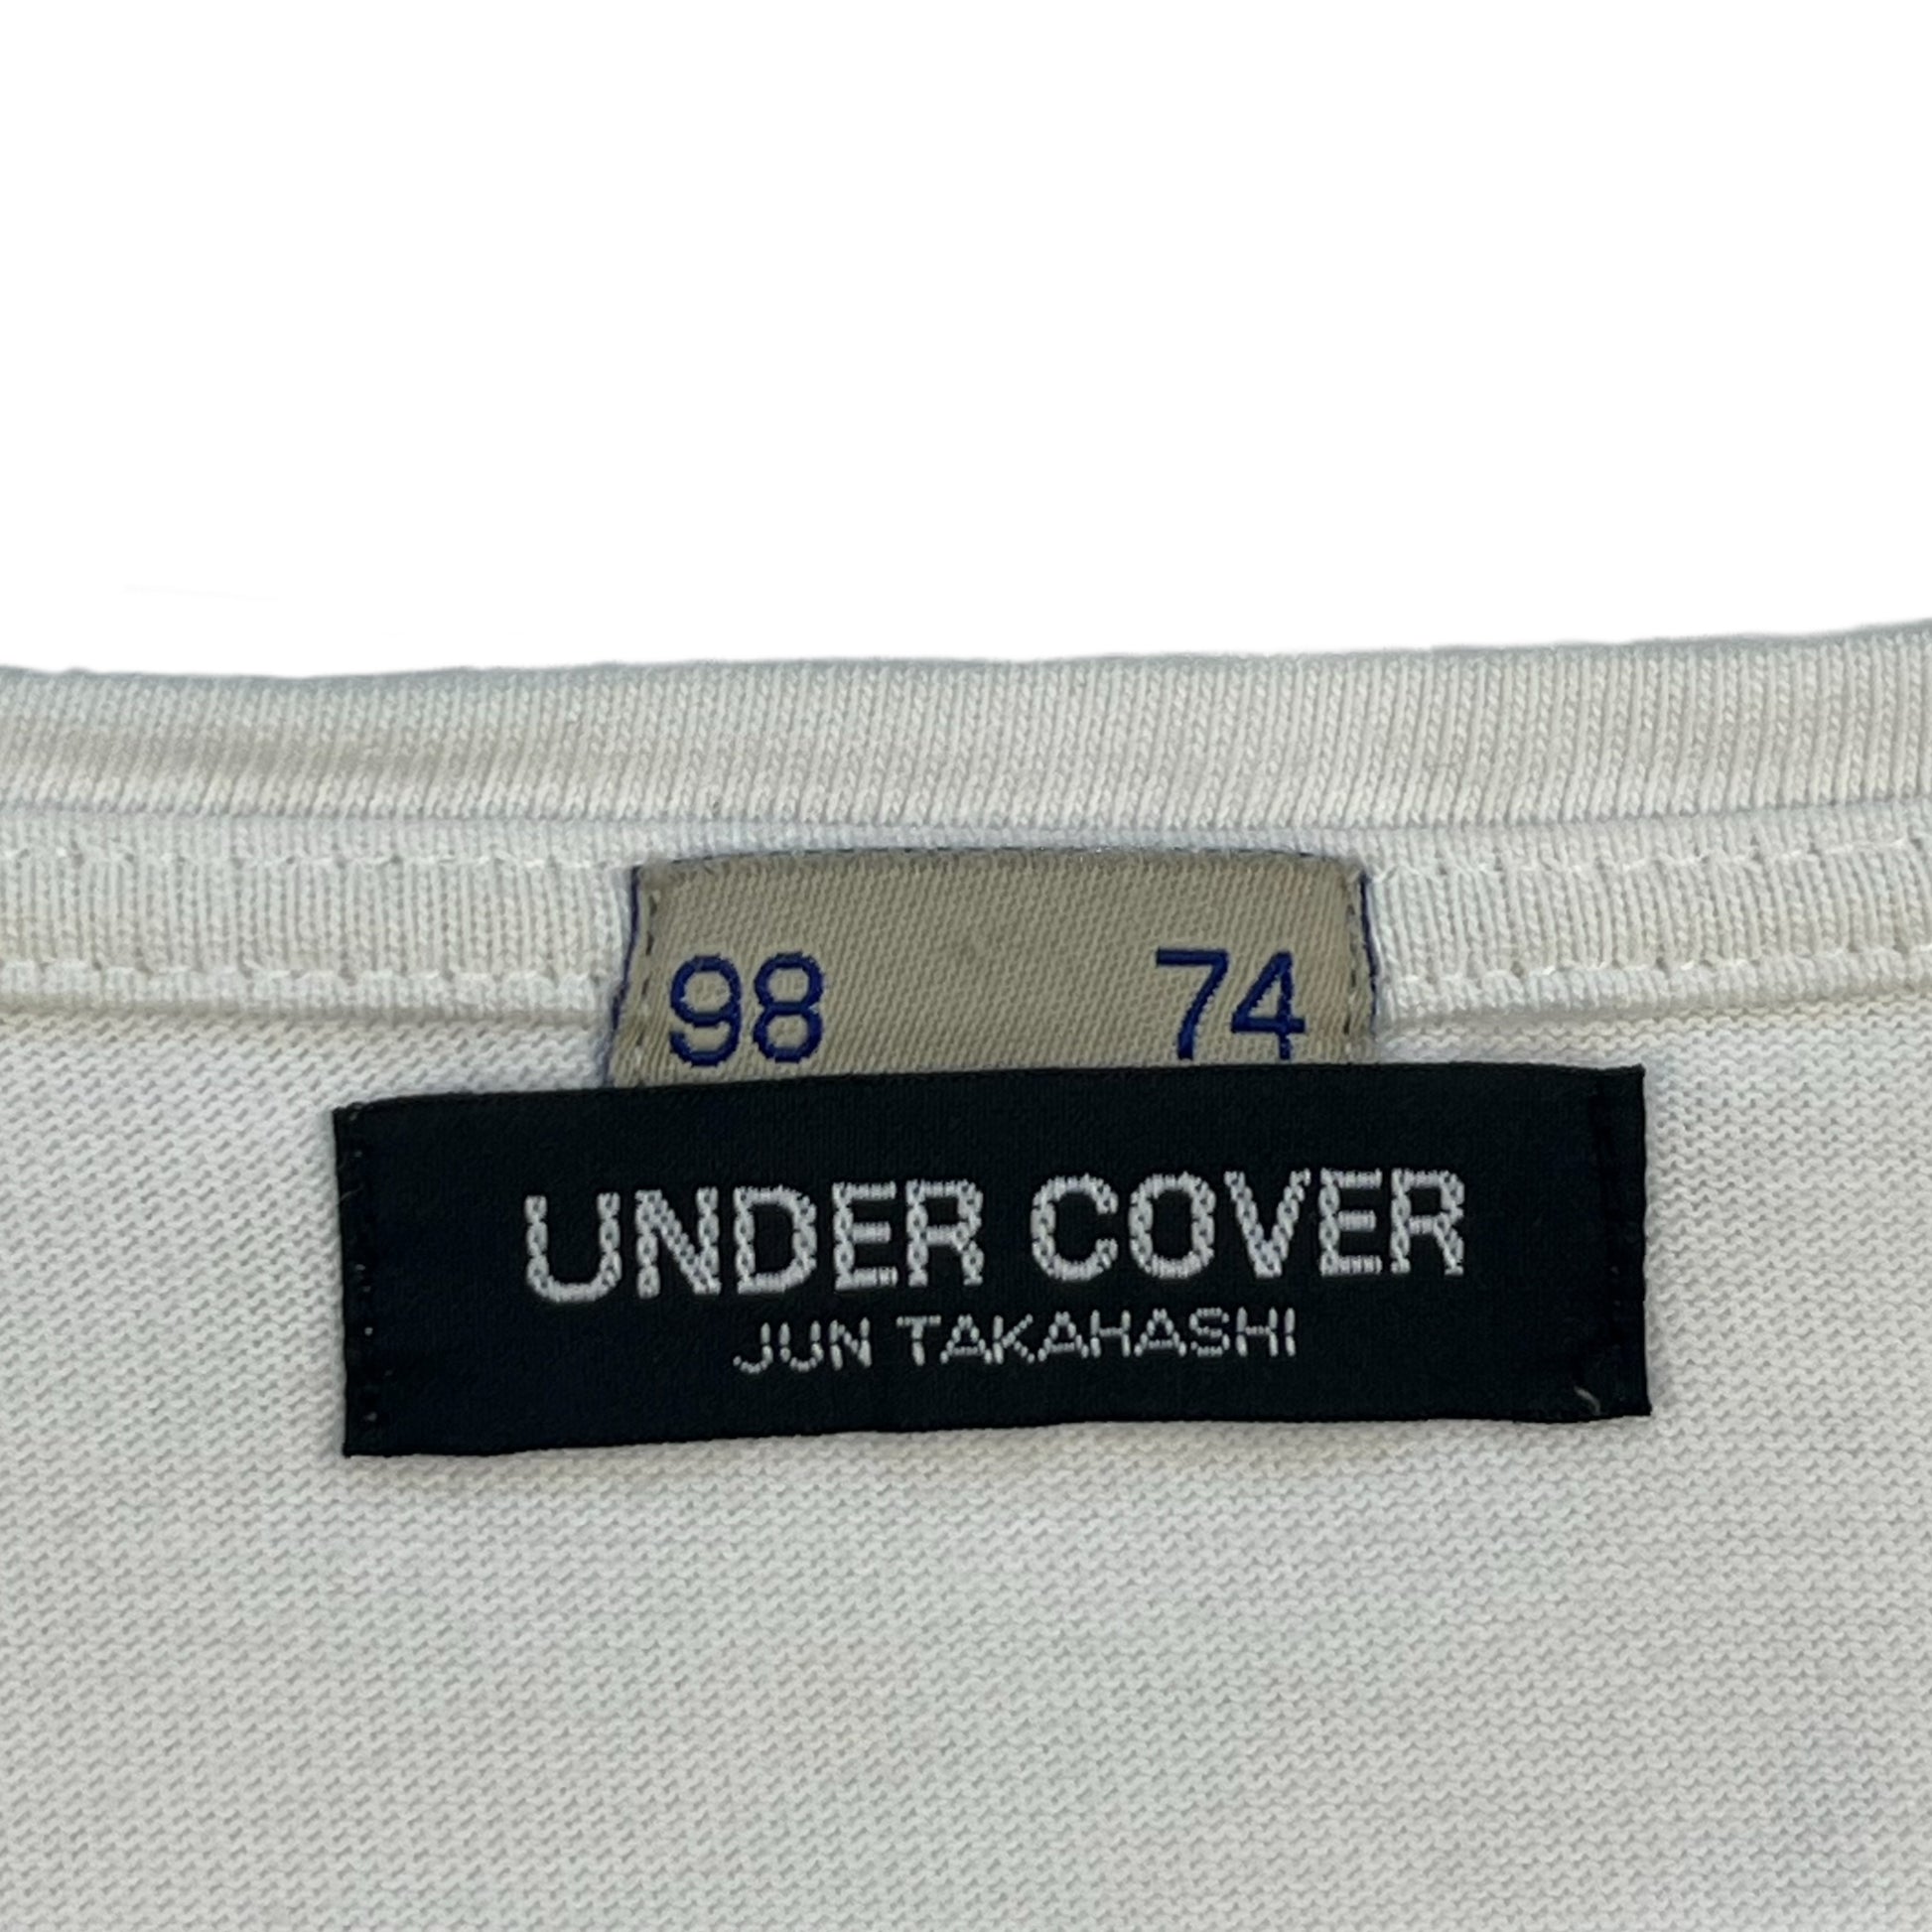 98 74
UNDER COVER
JUN TAKAHASHI